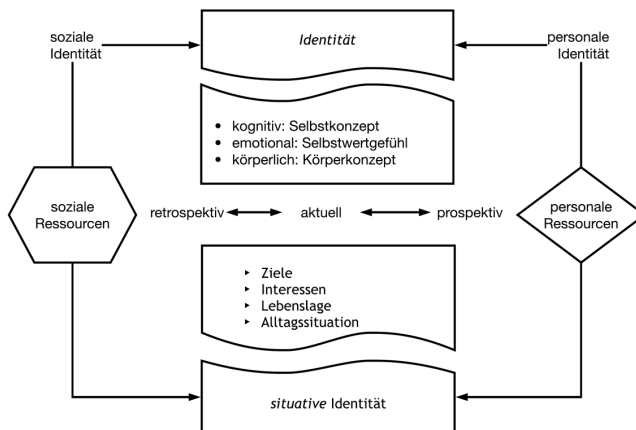 soziale
Identität
Identität
personale
Identität
• kognitiv: Selbstkonzept
• emotional: Selbstwertgefühl
• körperlich: Körperkonzept
soziale
Ressourcen
retrospektiv
aktuell
prospektiv
personale
Ressourcen
‣ Ziele
‣ Interessen
‣ Lebenslage
‣ Alltagssituation
situative Identität